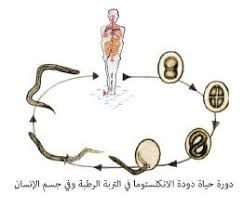 دورة حياة دودة الانكلستوما في التربة الرطبة وفي جسم الإنسان